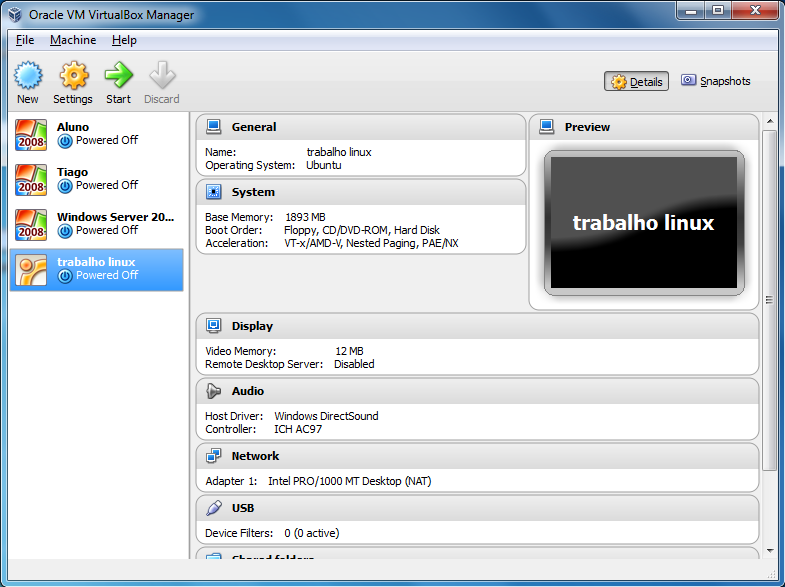 Oracle VM VirtualBox Manager
File Machine Help
New Settings Start Discard
Details Snapshots
2008 Aluno
Powered Off
2008 Tiago
Powered Off
2008 Windows Server 20...
Powered Off
trabalho linux
Powered Off
General
Name: trabalho linux
Operating System: Ubuntu
System
Base Memory: 1893 MB
Boot Order: Floppy, CD/DVD-ROM, Hard Disk
Acceleration: VT-x/AMD-V, Nested Paging, PAE/NX
Preview
trabalho linux
Display
Video Memory: 12 MB
Remote Desktop Server: Disabled
Audio
Host Driver: Windows DirectSound
Controller: ICH AC97
Network
Adapter 1: Intel PRO/1000 MT Desktop (NAT)
USB
Device Filters: 0 (0 active)
Shared folders